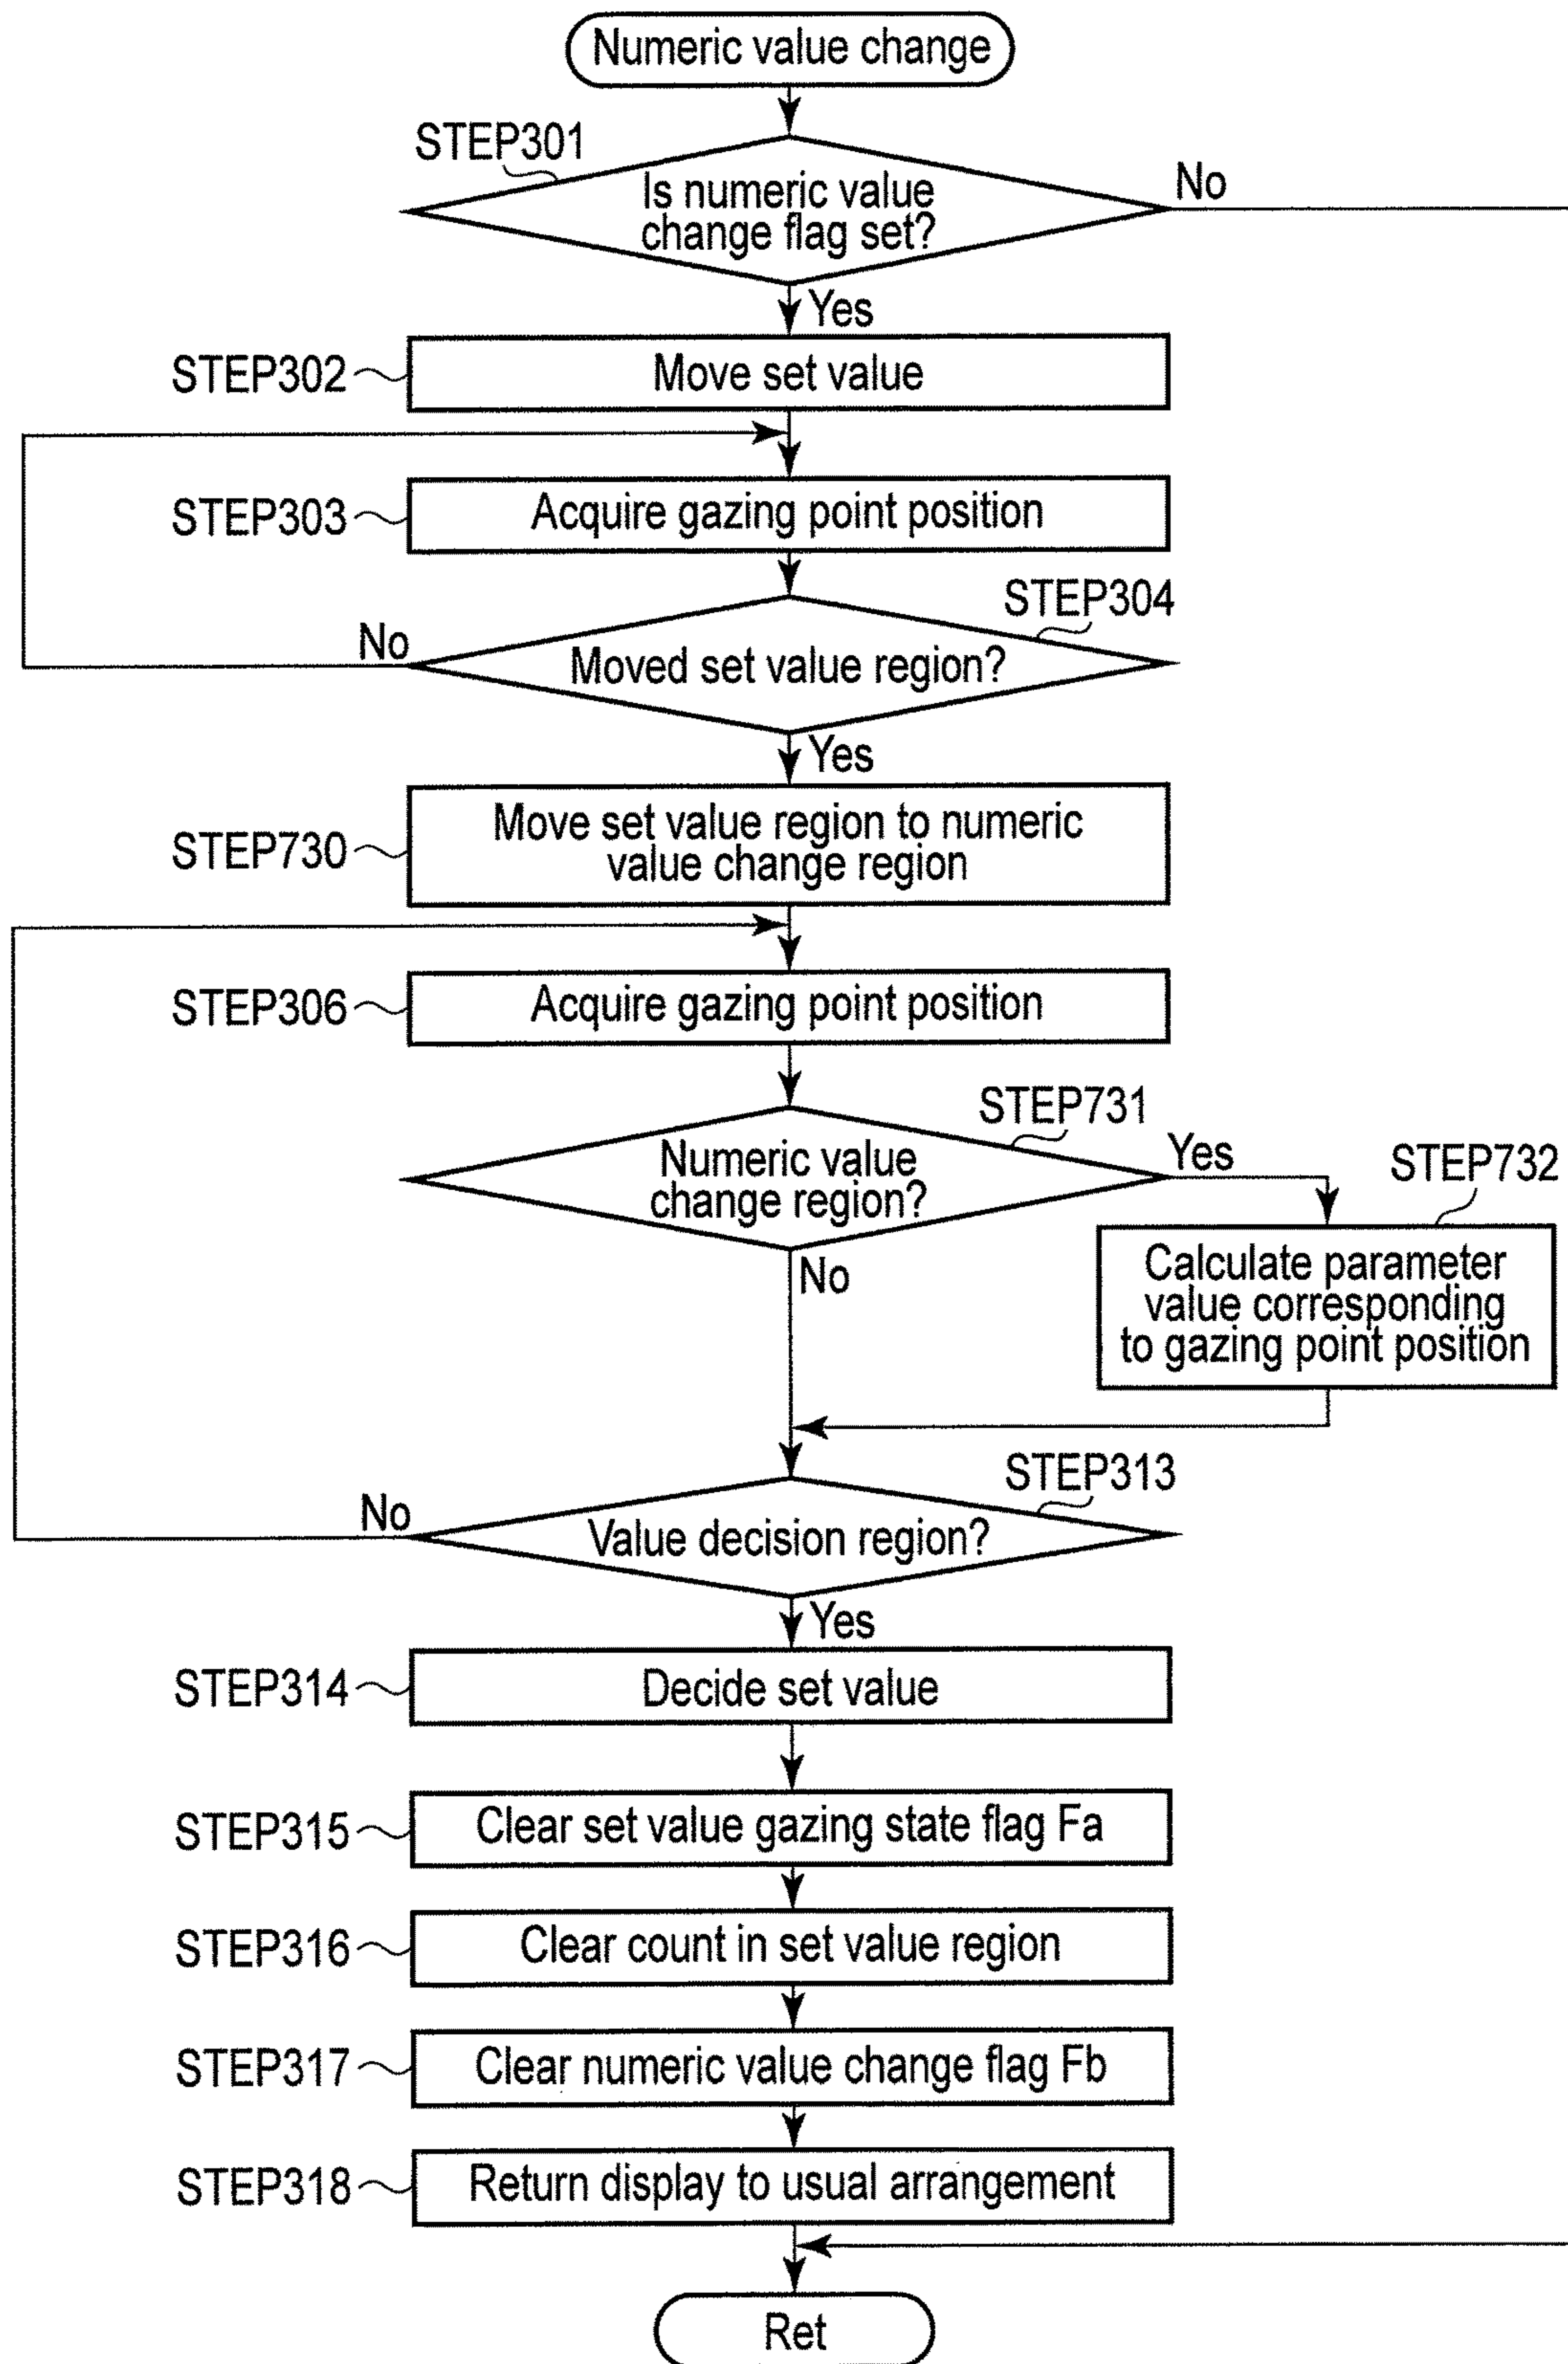 Numeric value change
STEP301
Is numeric value
change flag set?
No
Yes
STEP302
Move set value
STEP303
Acquire gazing point position
STEP304
No
Moved set value region?
Yes
STEP730
Move set value region to numeric
value change region
STEP306
Acquire gazing point position
STEP731
Numeric value
change region?
Yes
STEP732
Calculate parameter
value corresponding
to gazing point position
No
STEP313
No
Value decision region?
Yes
STEP314
Decide set value
STEP315
Clear set value gazing state flag Fa
STEP316
Clear count in set value region
STEP317
Clear numeric value change flag Fb
STEP318
Return display to usual arrangement
Ret